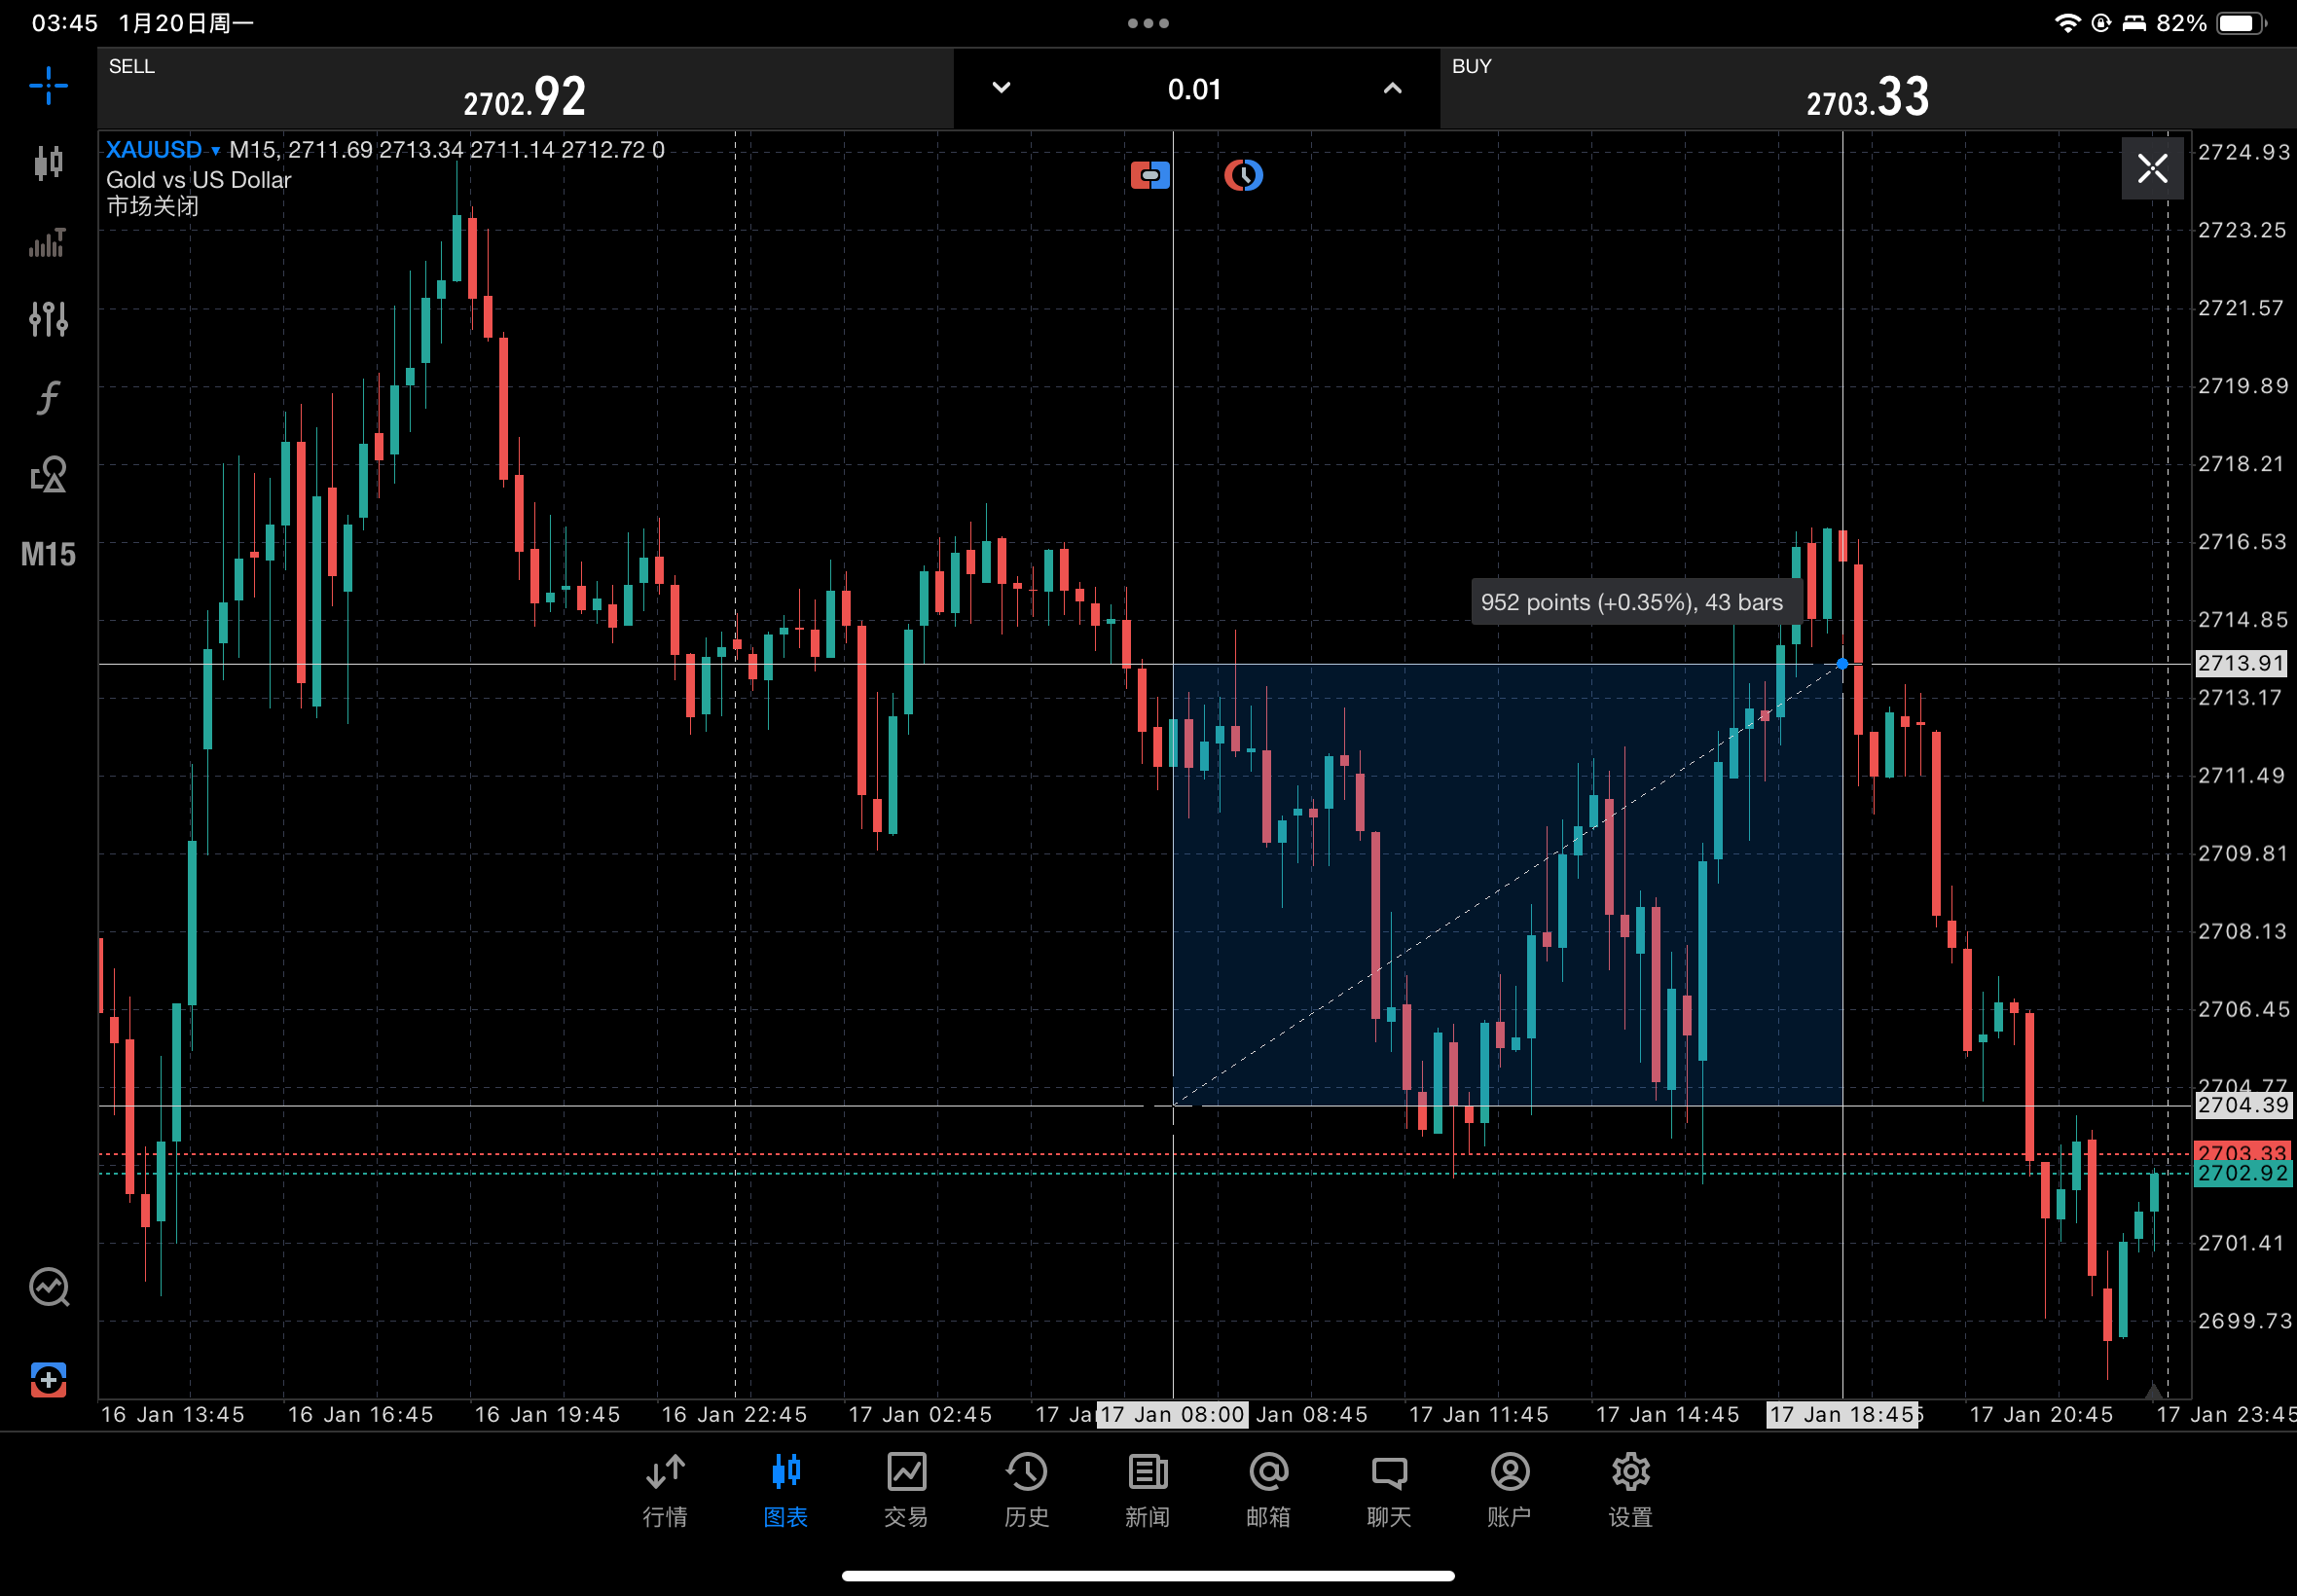 03:45 1月20日周一
82%
SELL
2702.92
0.01
BUY
2703.33
XAUUSD M15, 2711.69 2713.34 2711.14 2712.72 0
Gold vs US Dollar
市场关闭
M15
952 points (+0.35%), 43 bars
2724.93
2723.25
2721.57
2719.89
2718.21
2716.53
2714.85
2713.91
2713.17
2711.49
2709.81
2708.13
2706.45
2704.77
2704.39
2703.33
2702.92
2701.41
2699.73
16 Jan 13:45 16 Jan 16:45 16 Jan 19:45 16 Jan 22:45 17 Jan 02:45 17 Ja 17 Jan 08:00 Jan 08:45 17 Jan 11:45 17 Jan 14:45 17 Jan 18:45 17 Jan 20:45 17 Jan 23:45
行情 图表 交易 历史 新闻 邮箱 聊天 账户 设置